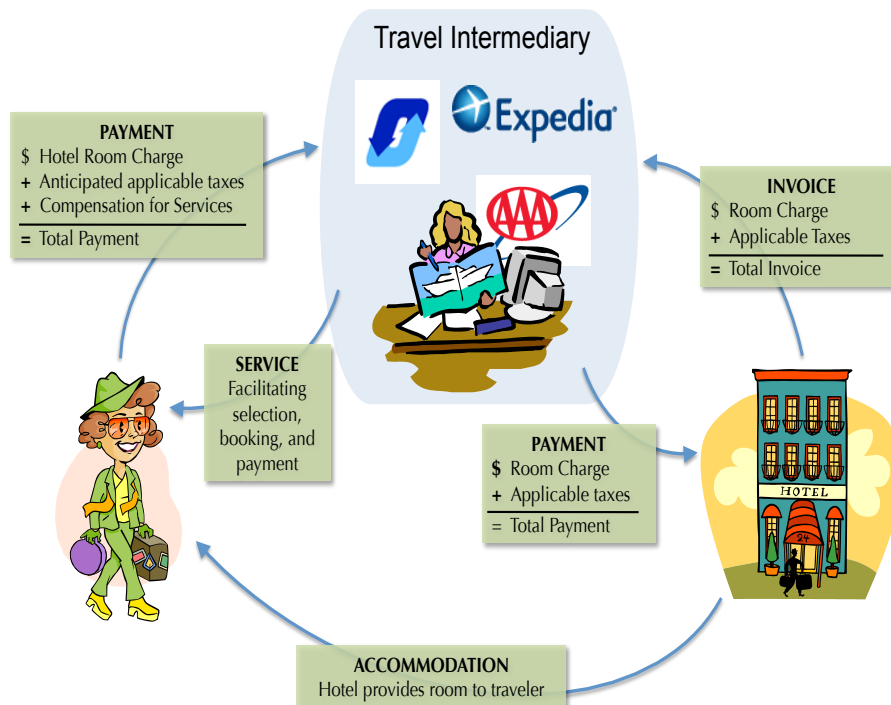 Travel Intermediary
Expedia
AAA
PAYMENT
$ Hotel Room Charge
+ Anticipated applicable taxes
+ Compensation for Services
= Total Payment
INVOICE
$ Room Charge
+ Applicable Taxes
= Total Invoice
SERVICE
Facilitating
selection,
booking, and
payment
PAYMENT
$ Room Charge
+ Applicable taxes
= Total Payment
HOTEL
24
ACCOMMODATION
Hotel provides room to traveler